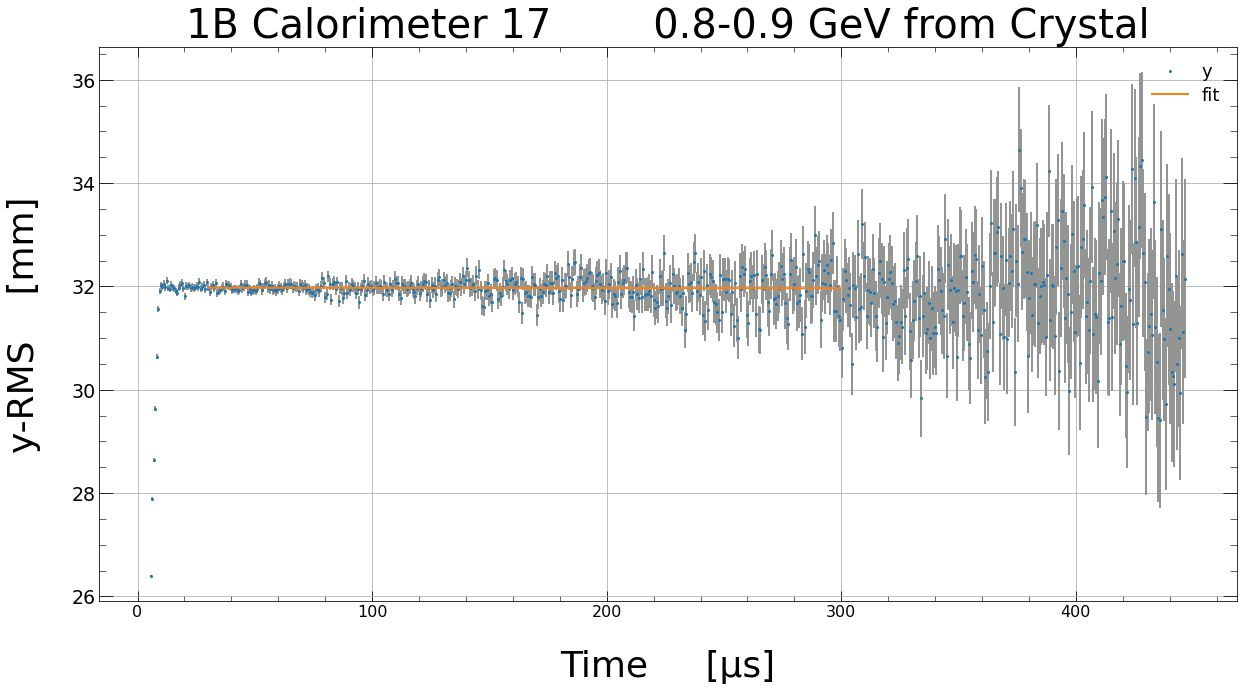 1B Calorimeter 17 0.8-0.9 GeV from Crystal
y
fit
36
34
32
30
28
26
y-RMS [mm]
0 100 200 300 400
Time [µs]